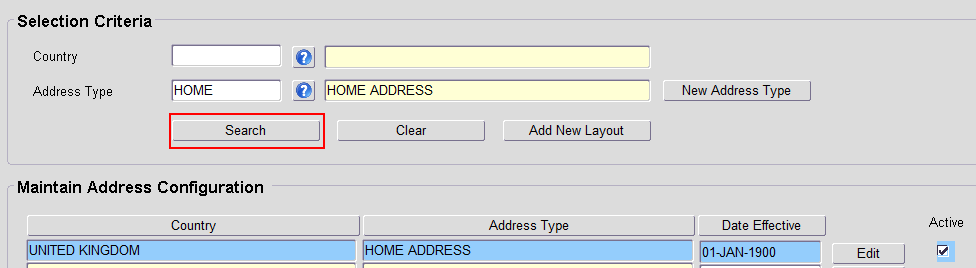 Selection Criteria
Country ?
Address Type HOME ? HOME ADDRESS New Address Type
Search Clear Add New Layout
Maintain Address Configuration
Country Address Type Date Effective Active
UNITED KINGDOM HOME ADDRESS 01-JAN-1900 Edit